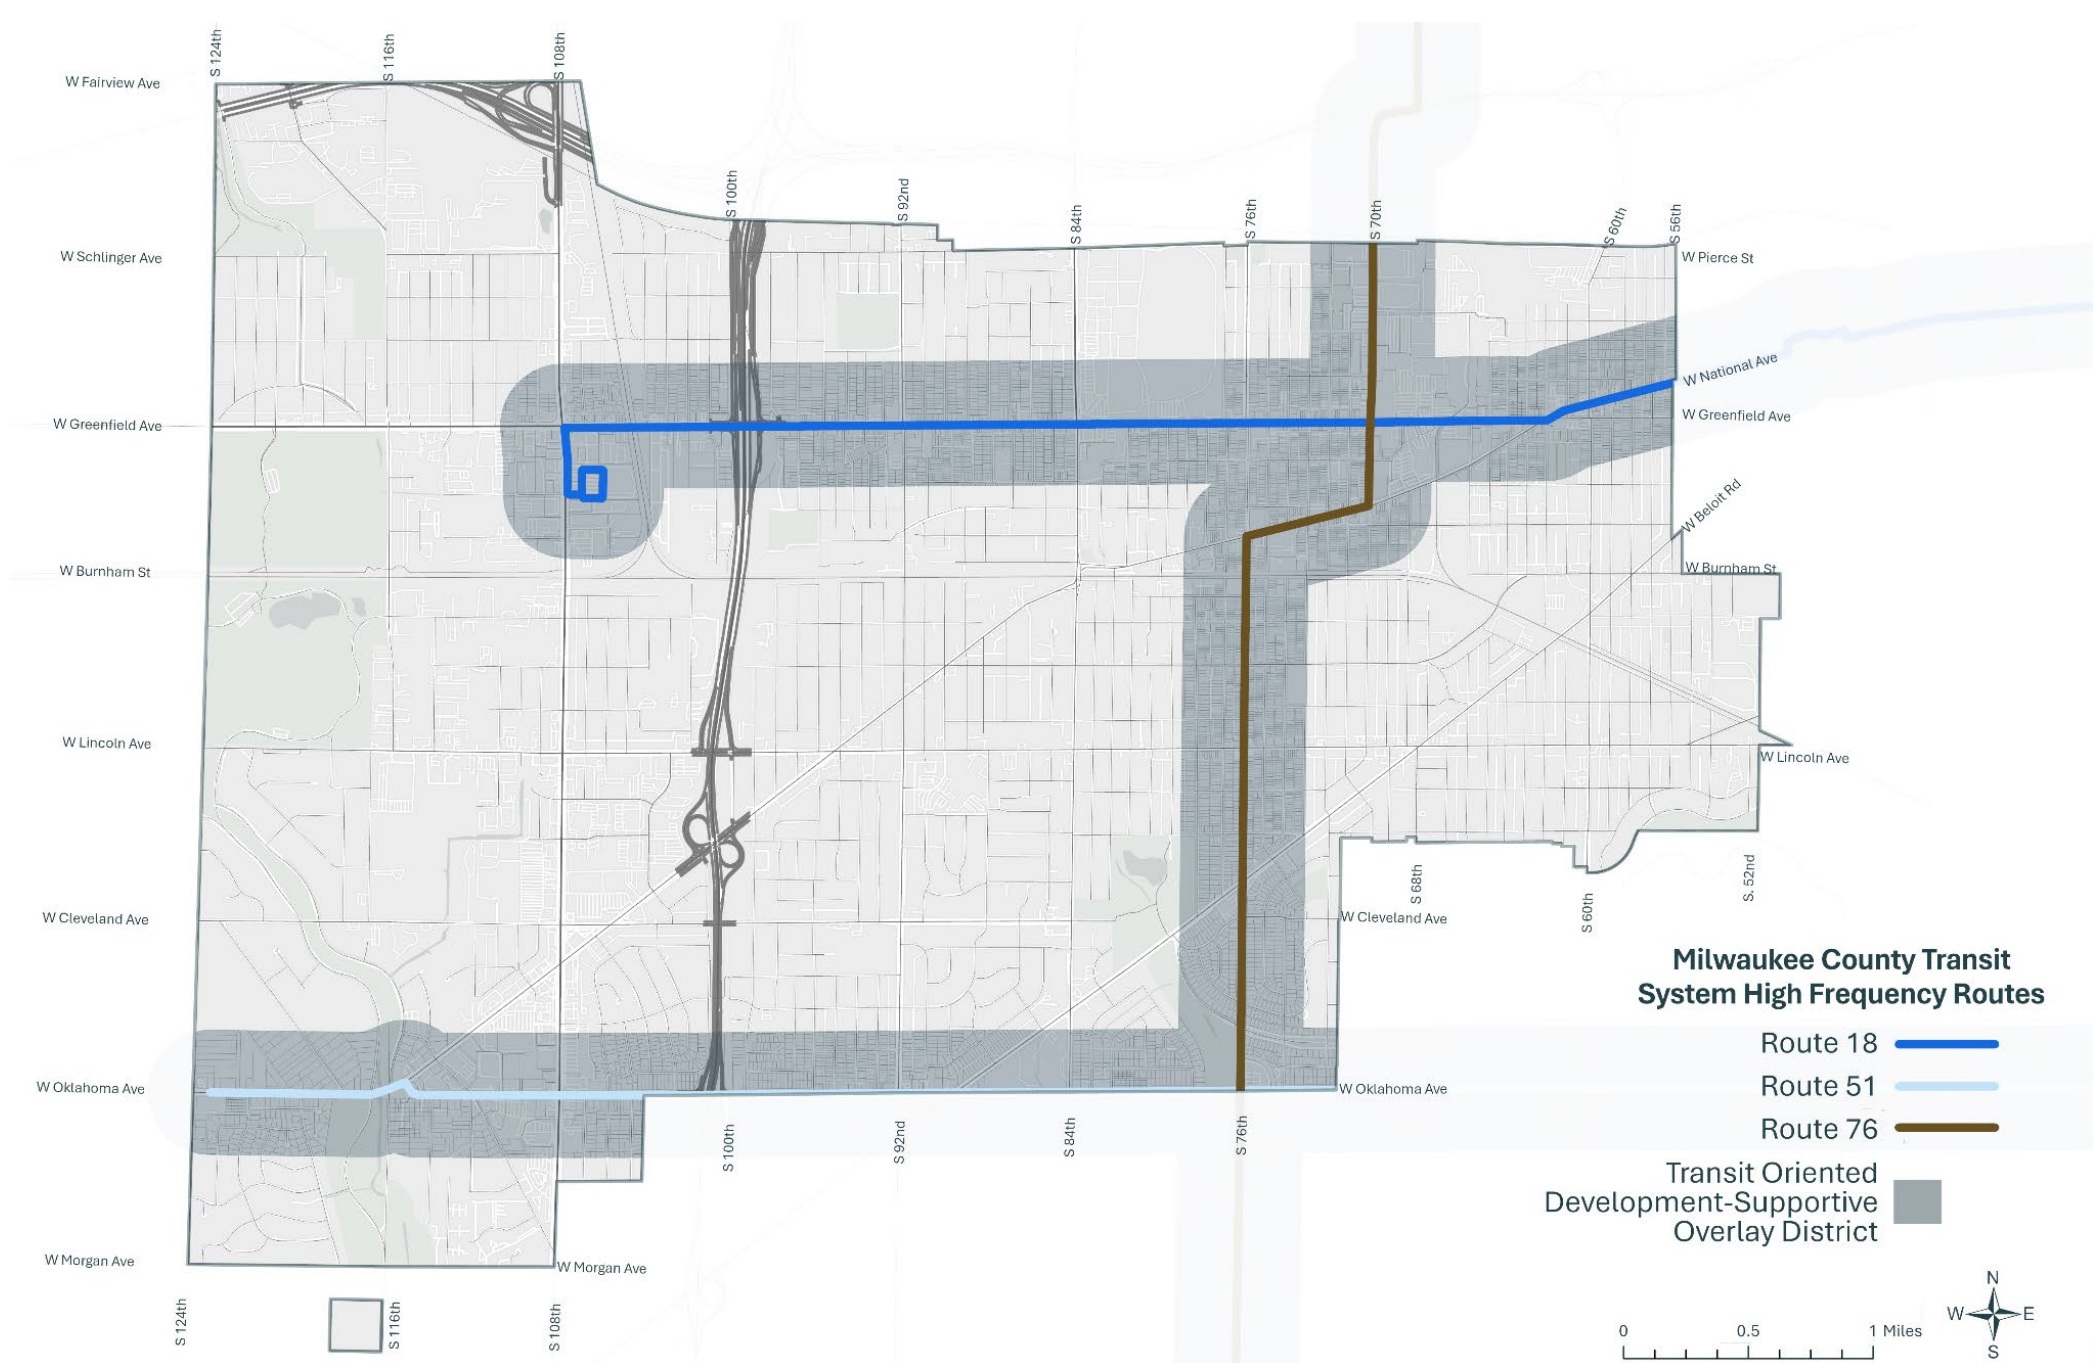 S 124th
S 116th
S 108th
W Fairview Ave
S 100th
S 92nd
S 84th
S 76th
S 70th
S 60th
S 56th
W Schlinger Ave
W Pierce St
W National Ave
W Greenfield Ave
W Greenfield Ave
W Beloit Rd
W Burnham St
W Burnham St
W Lincoln Ave
W Lincoln Ave
S 68th
S. 52nd
S 60th
W Cleveland Ave
W Cleveland Ave
W Oklahoma Ave
W Oklahoma Ave
S 100th
S 92nd
S 84th
S 76th
W Morgan Ave
W Morgan Ave
S 124th
S 116th
S 108th
Milwaukee County Transit
System High Frequency Routes
Route 18
Route 51
Route 76
Transit Oriented
Development-Supportive
Overlay District
N
W E
S
0 0.5 1 Miles